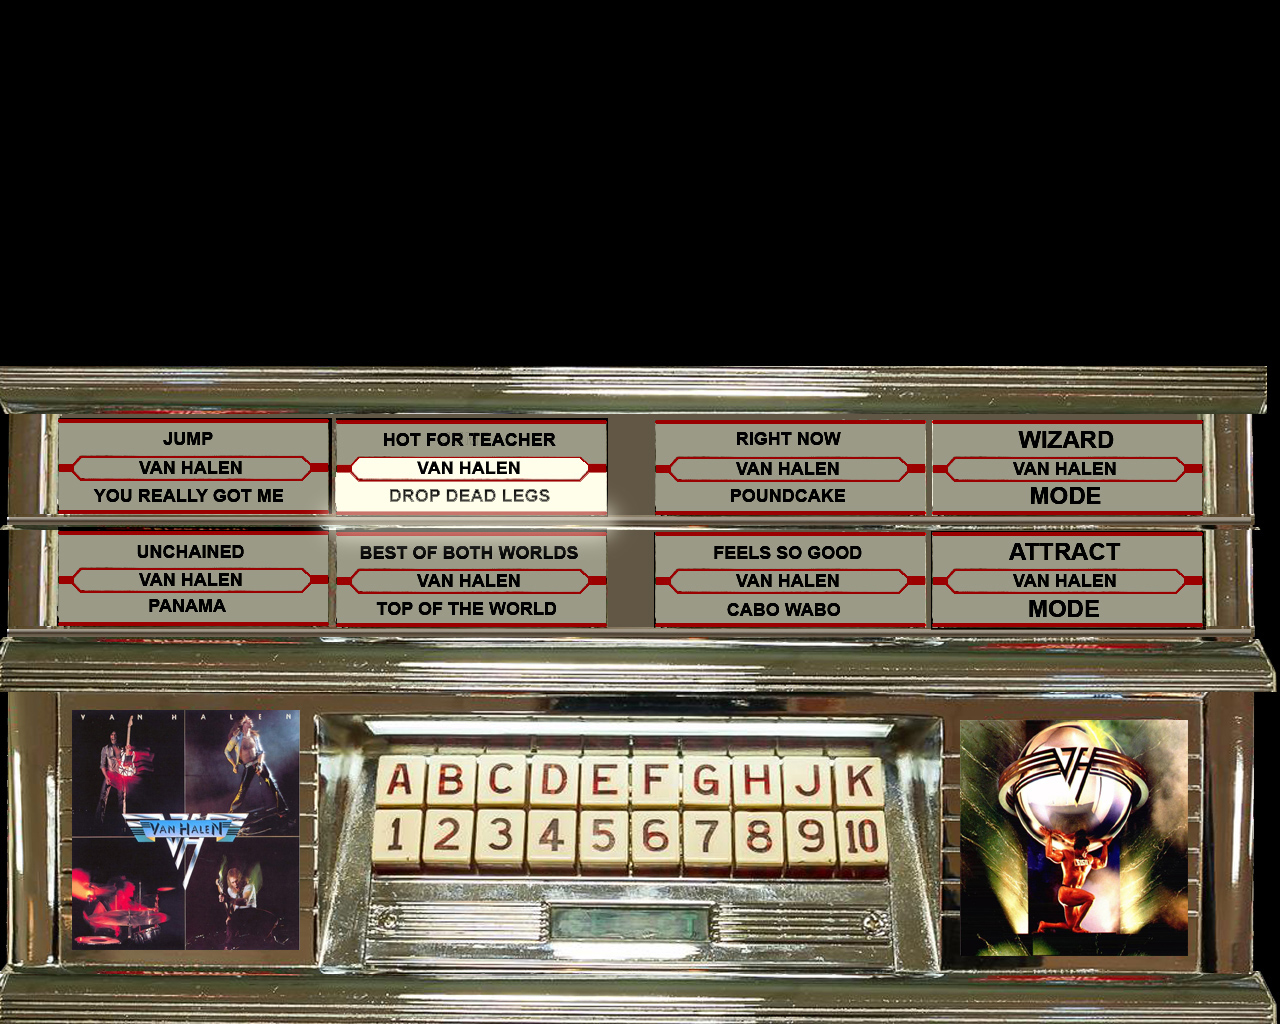 JUMP
VAN HALEN
YOU REALLY GOT ME
HOT FOR TEACHER
VAN HALEN
DROP DEAD LEGS
RIGHT NOW
VAN HALEN
POUNDCAKE
WIZARD
VAN HALEN
MODE
UNCHAINED
VAN HALEN
PANAMA
BEST OF BOTH WORLDS
VAN HALEN
TOP OF THE WORLD
FEELS SO GOOD
VAN HALEN
CABO WABO
ATTRACT
VAN HALEN
MODE
VAN HALEN
VAN HALEN
VH
A B C D E F G H J K
1 2 3 4 5 6 7 8 9 10